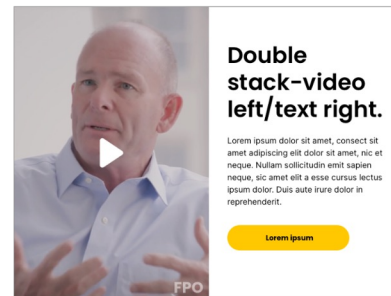 Double
stack-video
left/text right.
Lorem ipsum dolor sit amet, consect sit
amet adipiscing elit dolor sit amet, nic et
neque. Nullam sollicitudin emit sapien
neque, sic amet elit a esse cursus lectus
ipsum dolor. Duis aute irure dolor in
reprehenderit.
Lorem ipsum
FPO